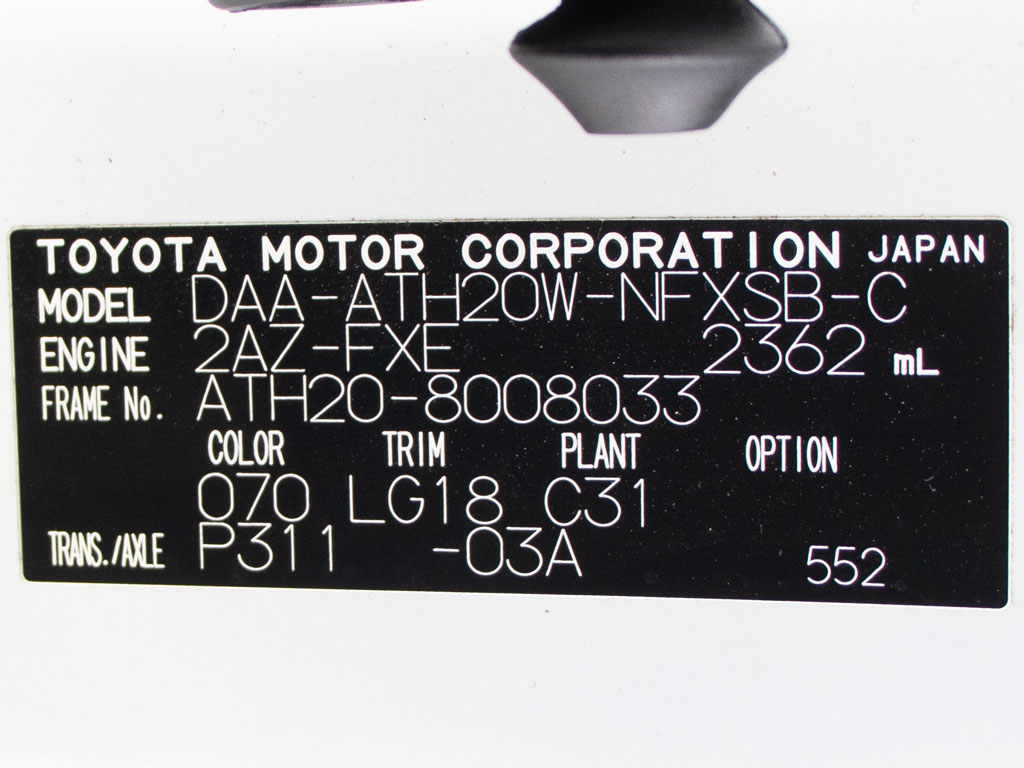 TOYOTA MOTOR CORPORATION JAPAN
MODEL DAA-ATH20W-NFXSB-C
ENGINE 2AZ-FXE 2362 mL
FRAME No. ATH20-8008033
COLOR TRIM PLANT OPTION
070 LG18 C31
TRANS./AXLE P311 -03A 552